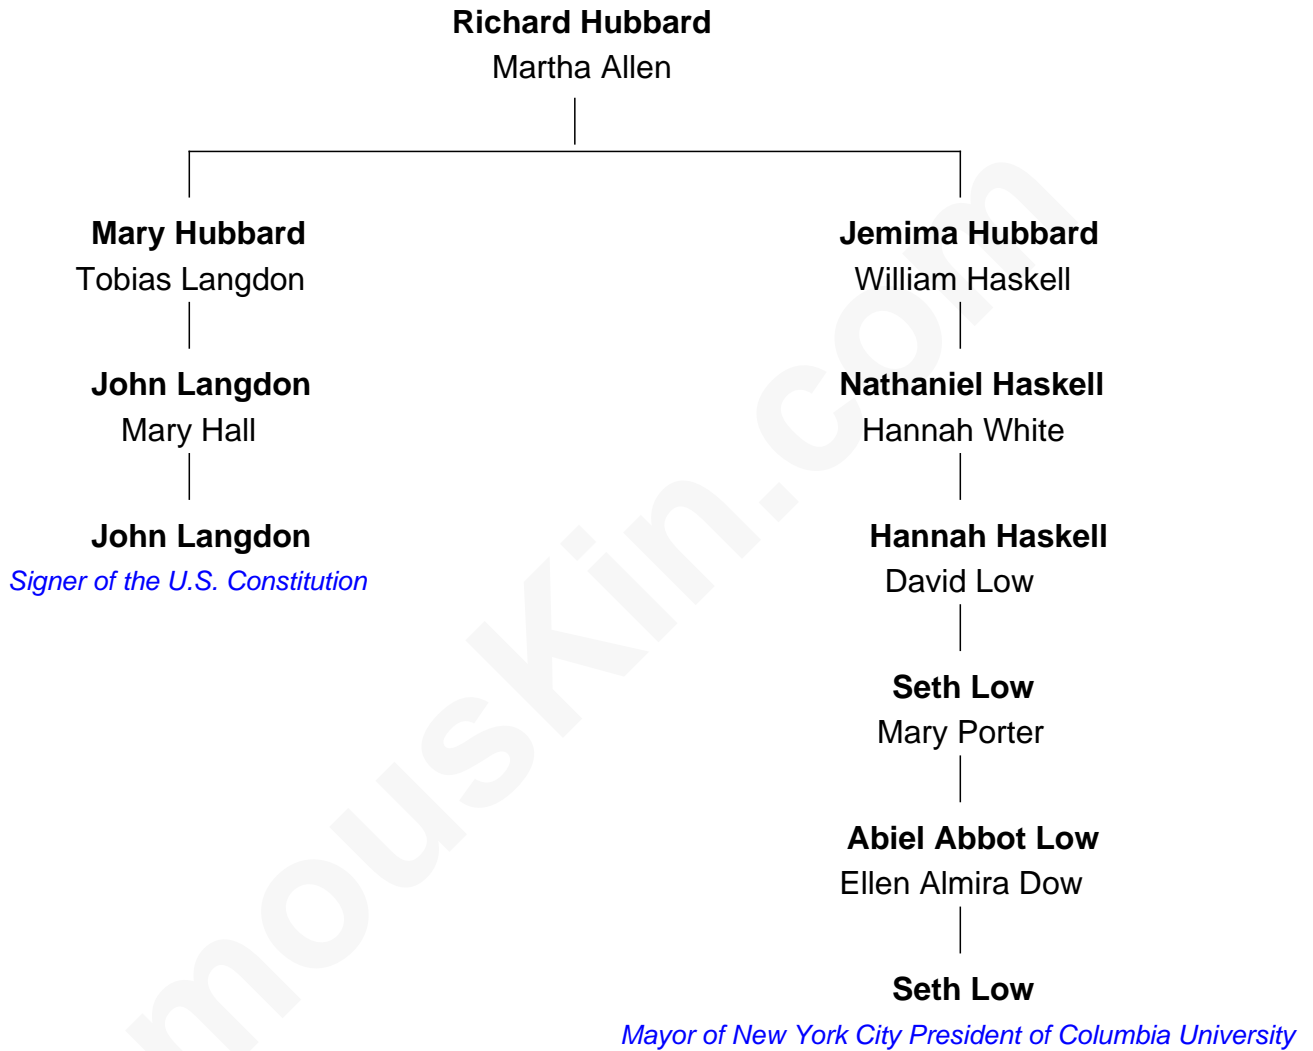 Richard Hubbard
Martha Allen
Mary Hubbard
Tobias Langdon
John Langdon
Mary Hall
John Langdon
Signer of the U.S. Constitution
Jemima Hubbard
William Haskell
Nathaniel Haskell
Hannah White
Hannah Haskell
David Low
Seth Low
Mary Porter
Abiel Abbot Low
Ellen Almira Dow
Seth Low
Mayor of New York City President of Columbia University
mousKin.com